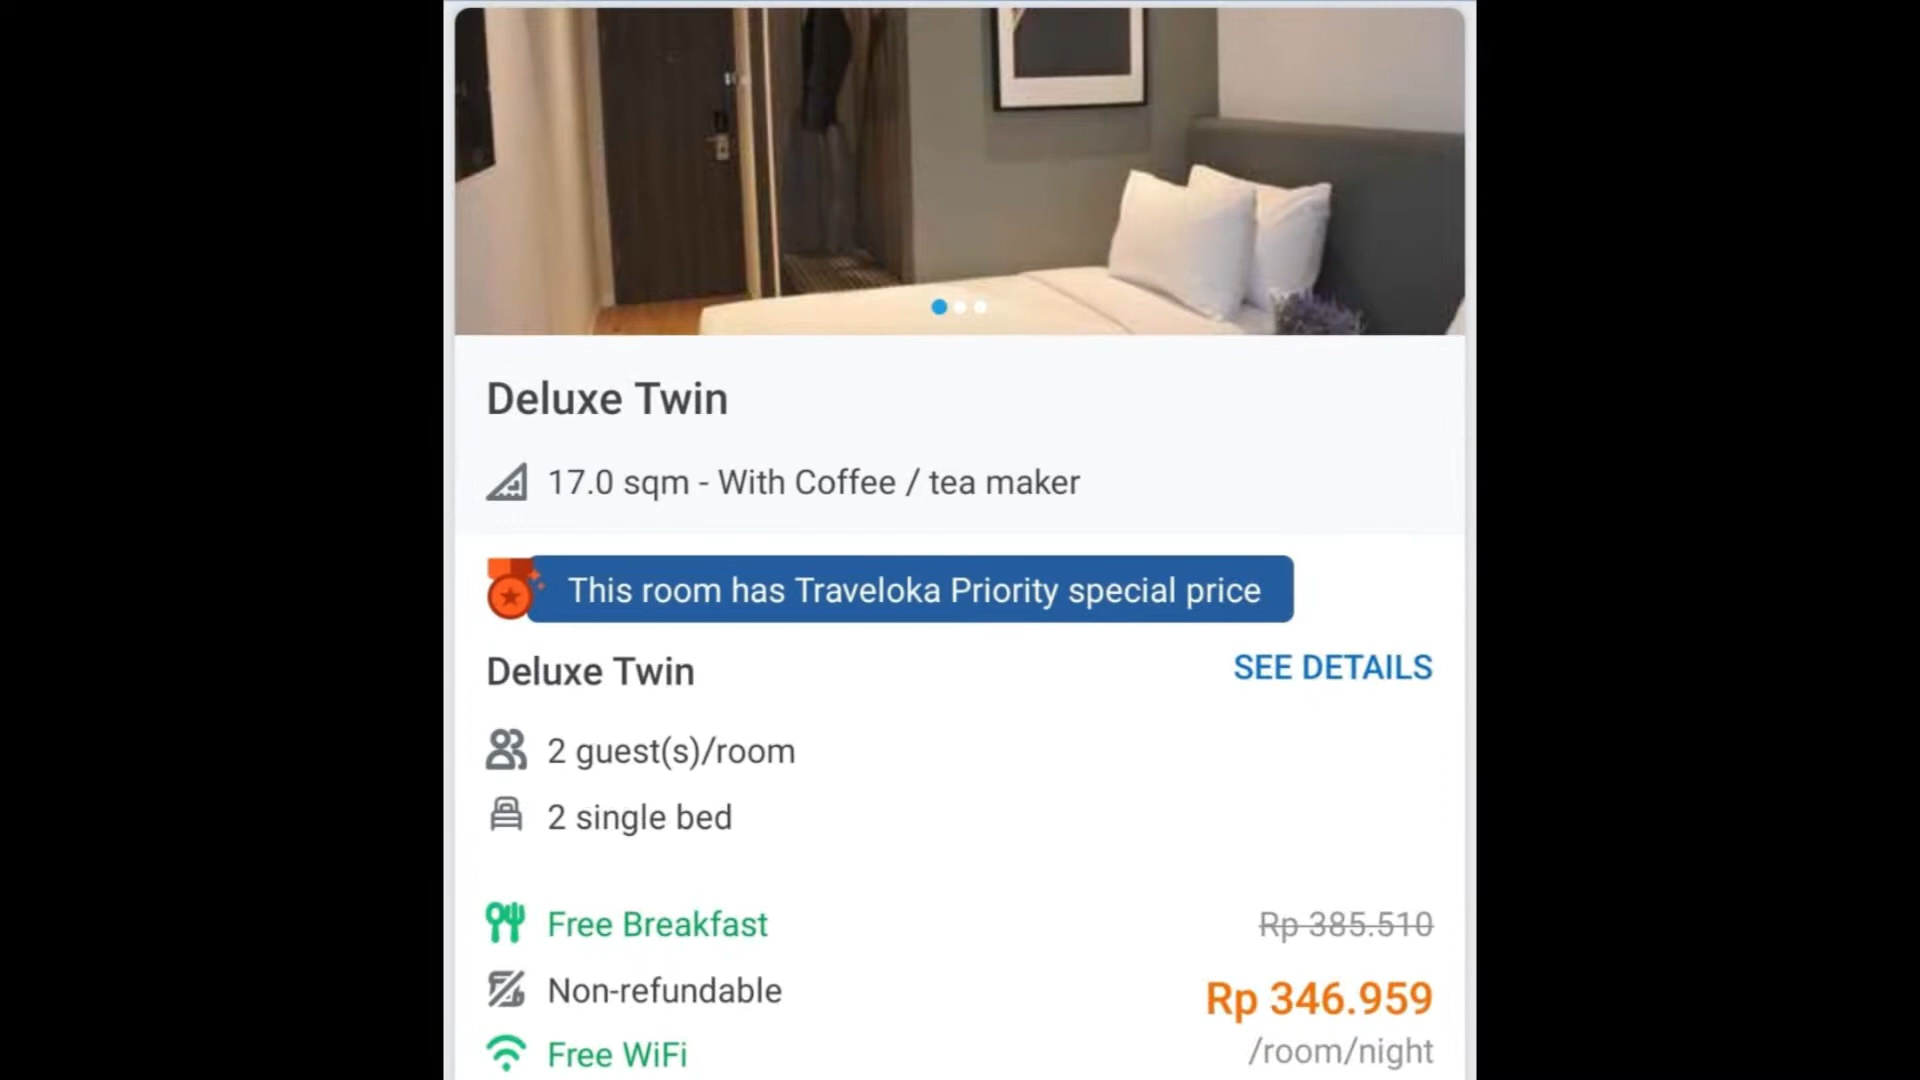 Deluxe Twin
17.0 sqm - With Coffee / tea maker
This room has Traveloka Priority special price
Deluxe Twin
SEE DETAILS
2 guest(s)/room
2 single bed
Free Breakfast
Rp 385.510
Non-refundable
Rp 346.959
Free WiFi
/room/night